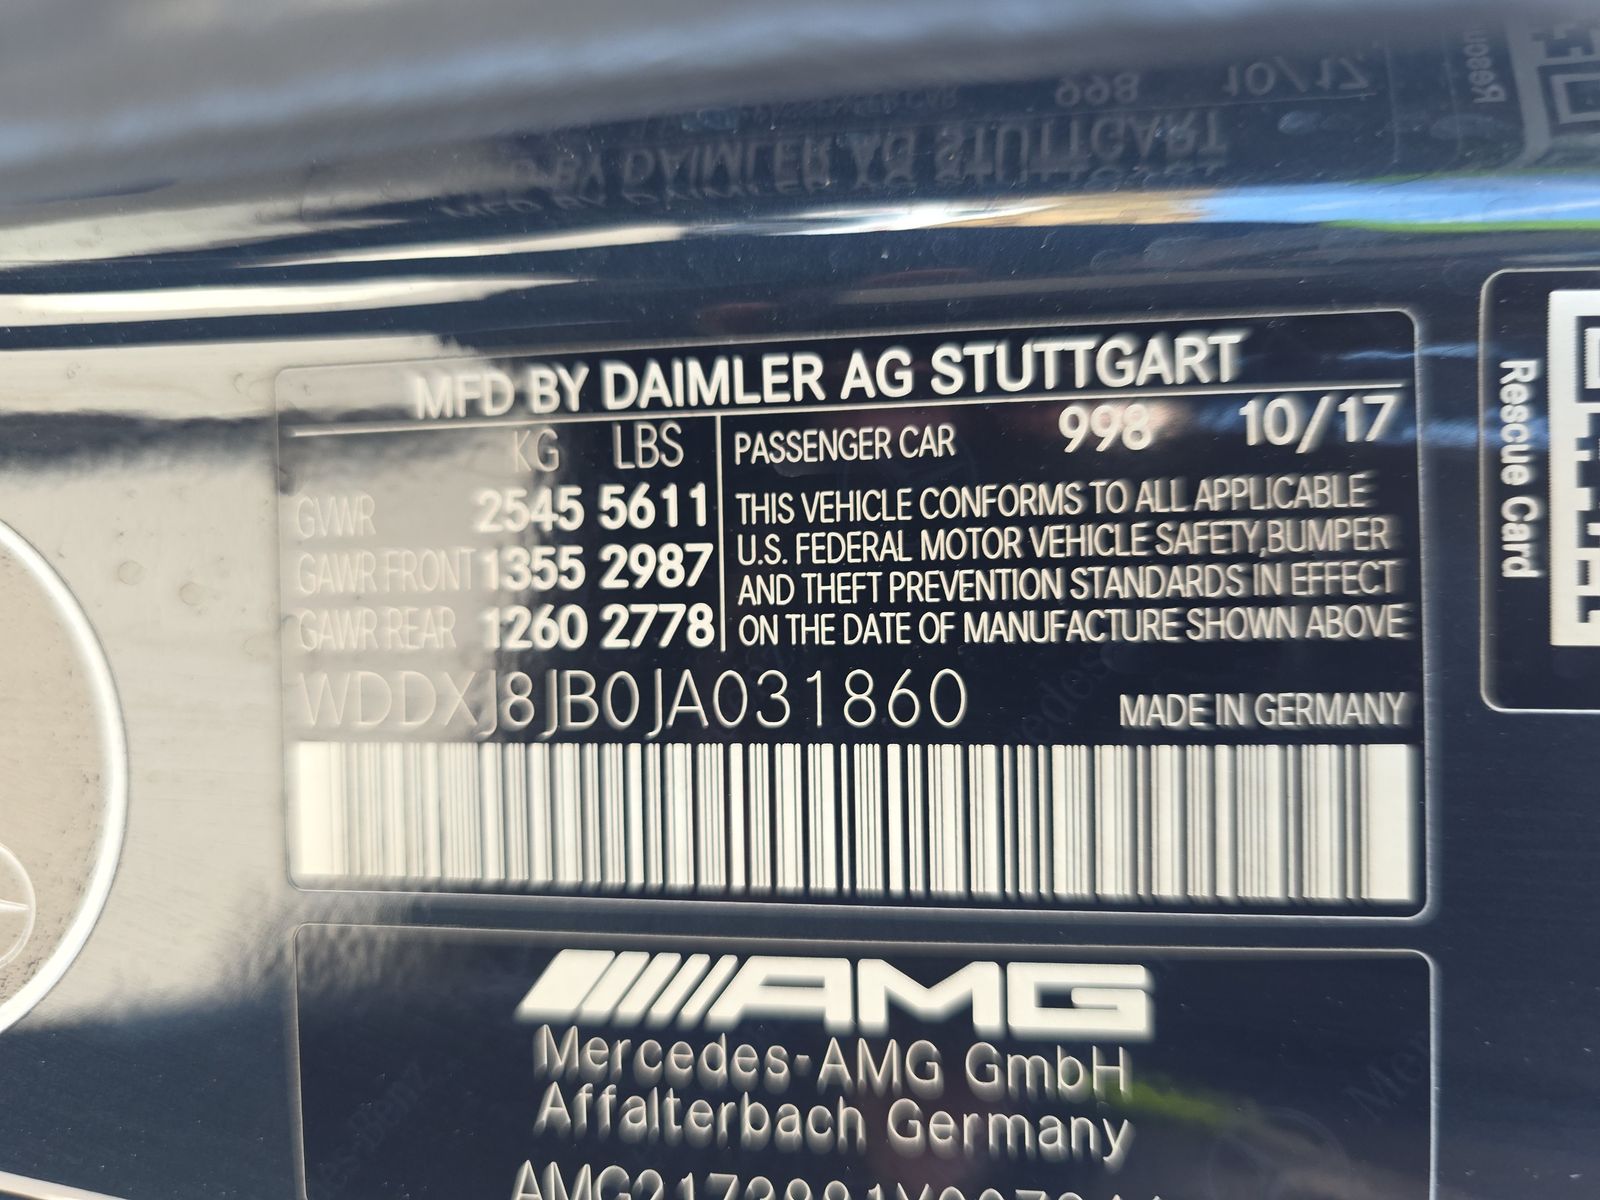 MFD BY DAIMLER AG STUTTGART
KG LBS
GVWR 2545 5611
GAWR FRONT 1355 2987
GAWR REAR 1260 2778
PASSENGER CAR 998 10/17
THIS VEHICLE CONFORMS TO ALL APPLICABLE
U.S. FEDERAL MOTOR VEHICLE SAFETY, BUMPER
AND THEFT PREVENTION STANDARDS IN EFFECT
ON THE DATE OF MANUFACTURE SHOWN ABOVE
WDDXJ8JB0JA031860
MADE IN GERMANY
Rescue Card
AMG
Mercedes-AMG GmbH
Affalterbach Germany